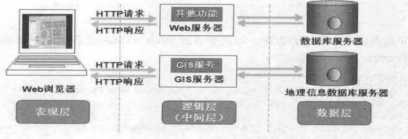 HTTP请求
HTTP响应
其他功能
Web服务器
数据库服务器
HTTP请求
HTTP响应
GIS服务
GIS服务器
Web浏览器
地理信息数据库服务器
表现层
逻辑层
（中间层）
数据层